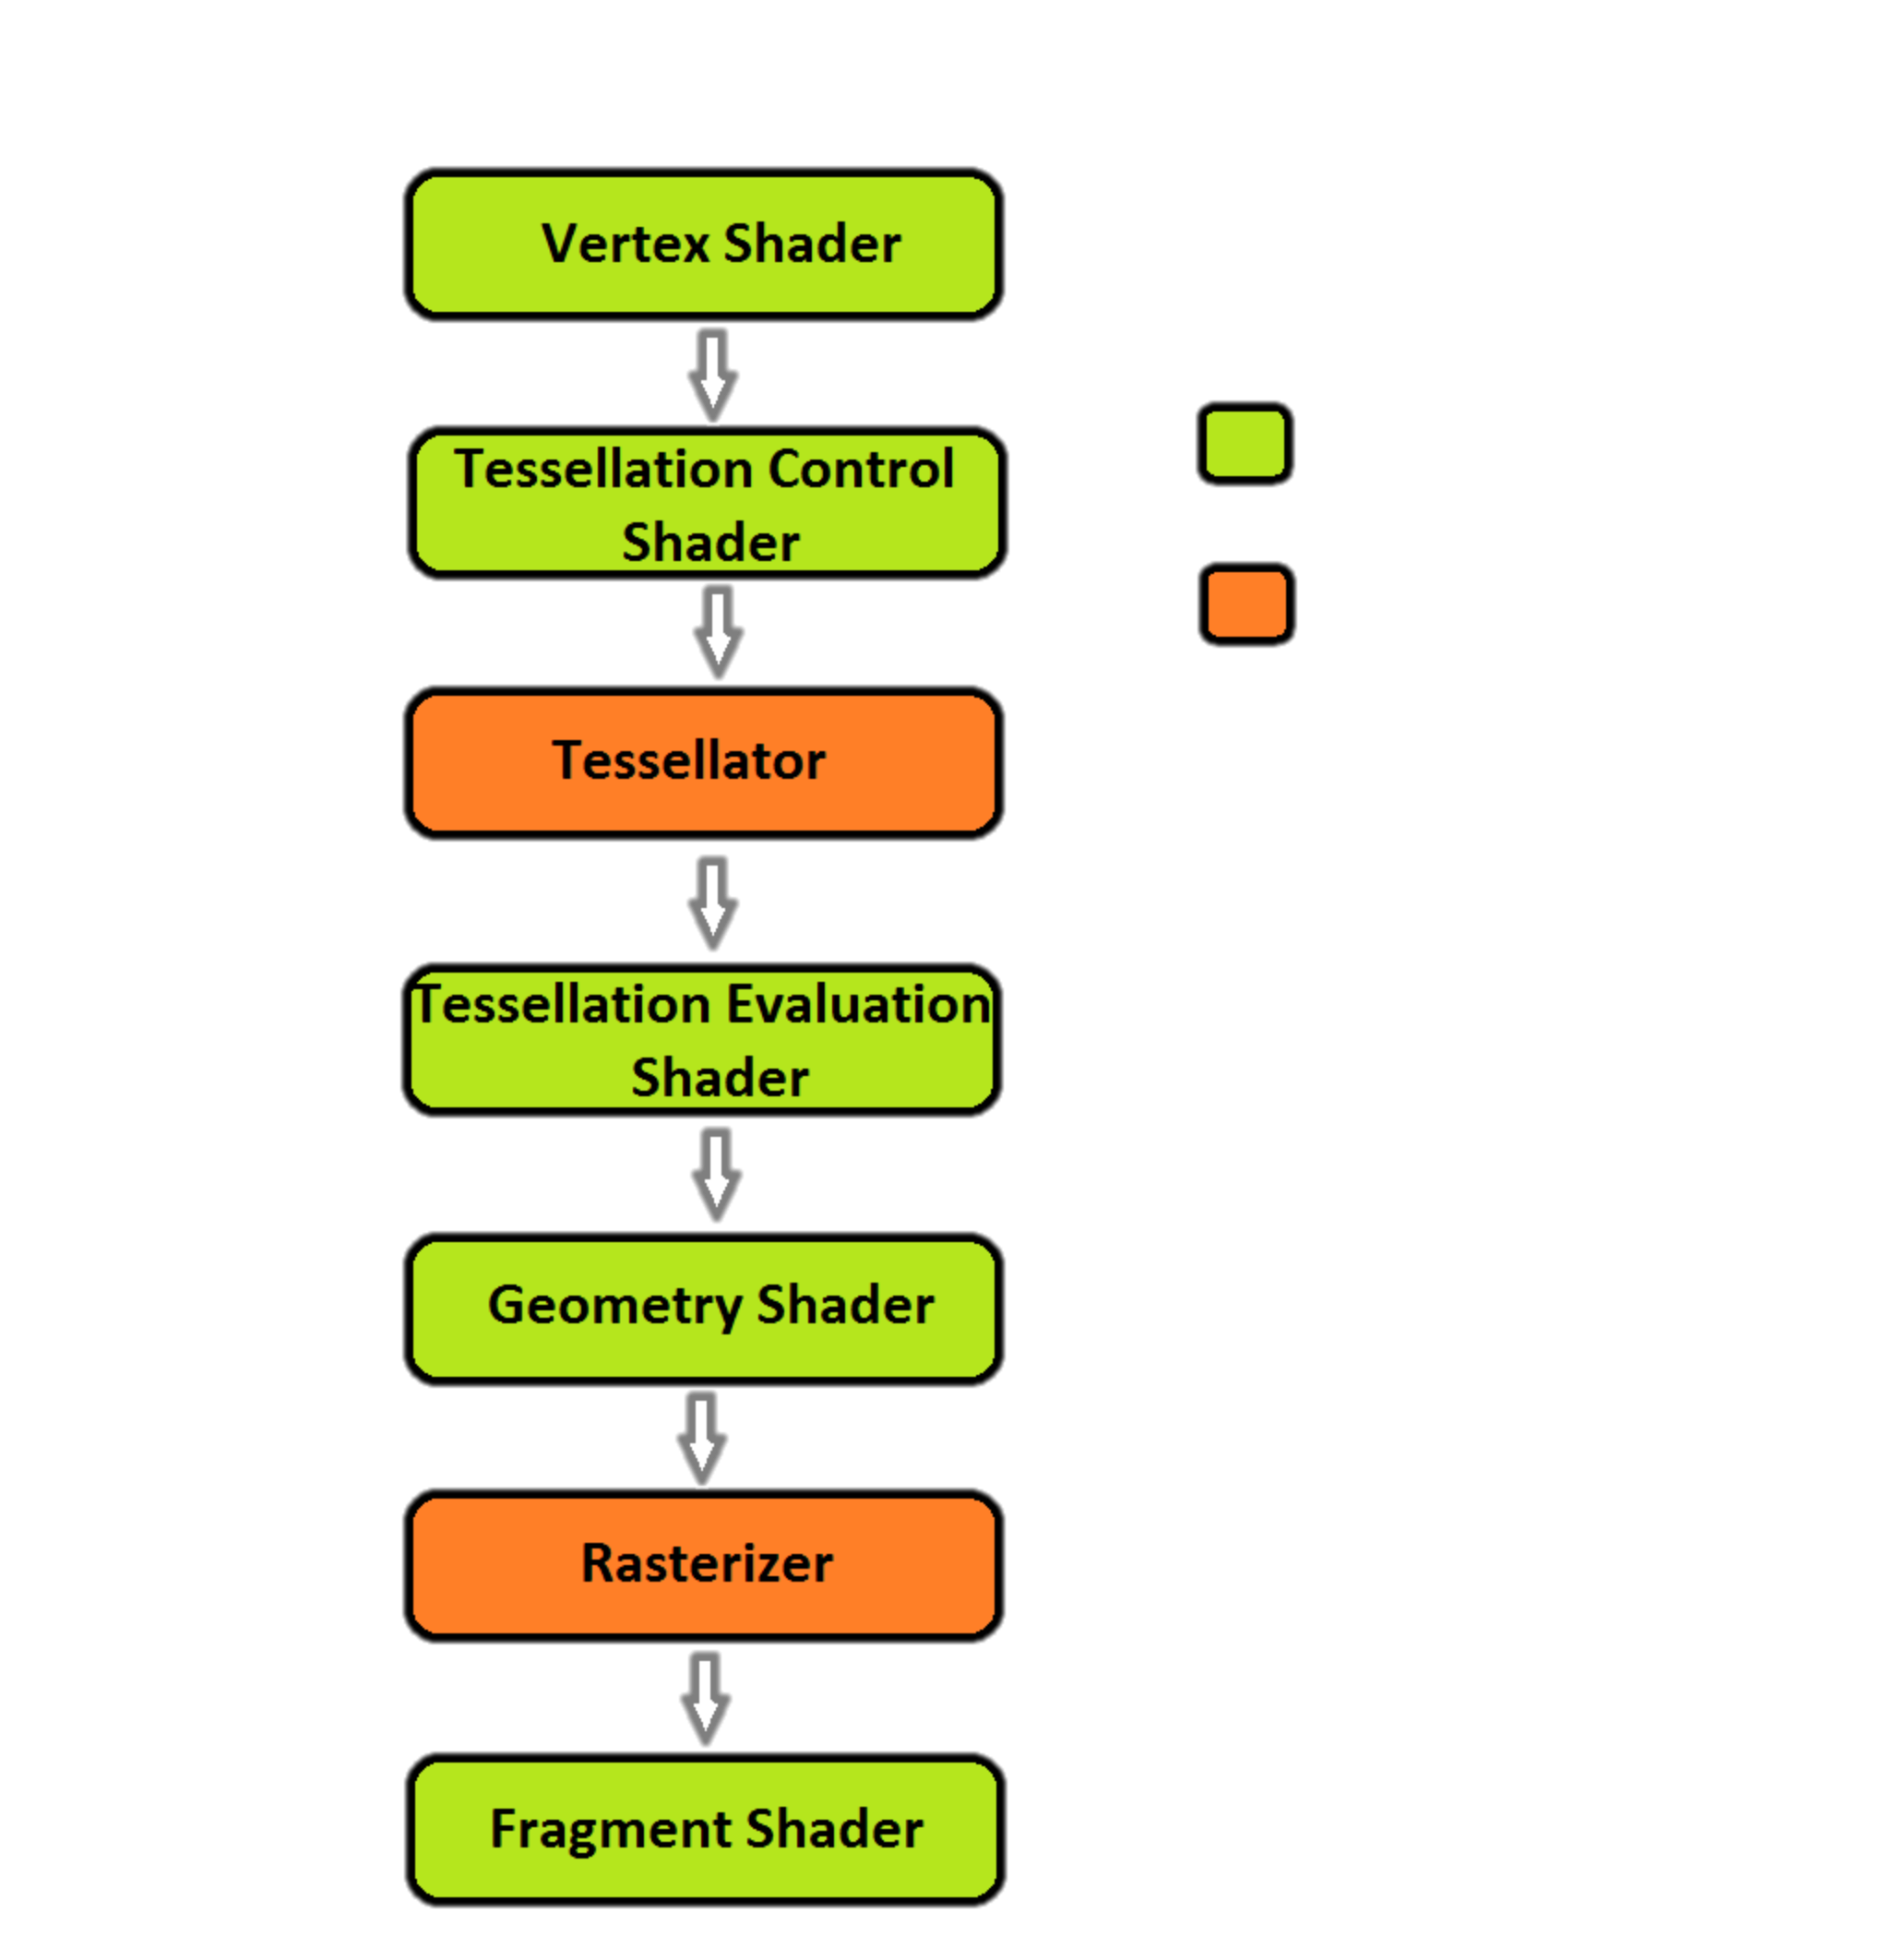 Vertex Shader
Tessellation Control
Shader
Tessellator
Tessellation Evaluation
Shader
Geometry Shader
Rasterizer
Fragment Shader